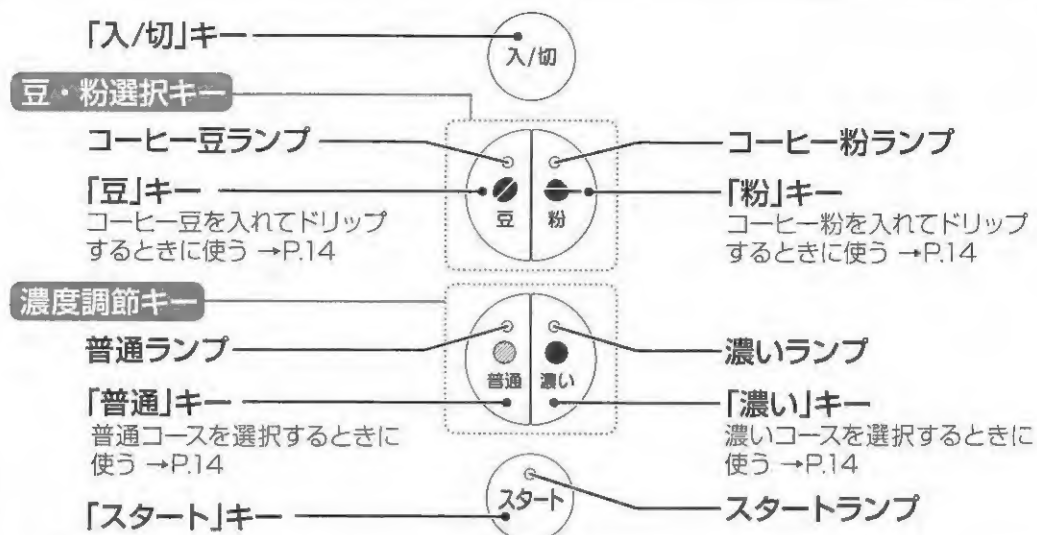 「入/切」キー
入/切
豆・粉選択キー
コーヒー豆ランプ
コーヒー粉ランプ
「豆」キー
コーヒー豆を入れてドリップ
するときに使う →P.14
豆
粉
「粉」キー
コーヒー粉を入れてドリップ
するときに使う →P.14
濃度調節キー
普通ランプ
濃いランプ
普通
濃い
「普通」キー
普通コースを選択するときに
使う →P.14
「濃い」キー
濃いコースを選択するときに
使う →P.14
スタート
「スタート」キー
スタートランプ